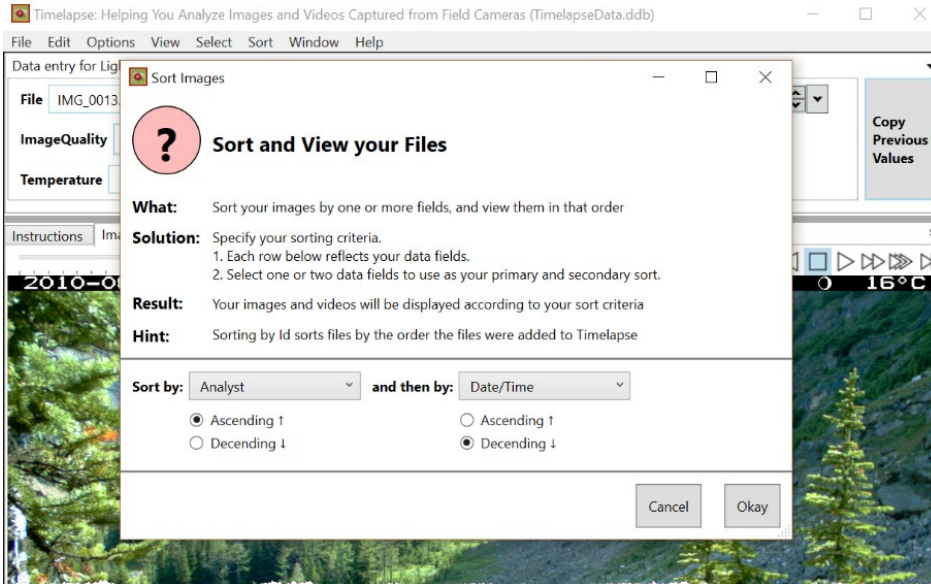 Timelapse: Helping You Analyze Images and Videos Captured from Field Cameras (TimelapseData.ddb)
File Edit Options View Select Sort Window Help
Data entry for Lig
Sort Images
File IMG_0013.
Copy
Previous
Values
ImageQuality
? Sort and View your Files
Temperature
What: Sort your images by one or more fields, and view them in that order
Instructions Ima
Solution: Specify your sorting criteria.
1. Each row below reflects your data fields.
2. Select one or two data fields to use as your primary and secondary sort.
2010-0
16°C
Result: Your images and videos will be displayed according to your sort criteria
Hint: Sorting by Id sorts files by the order the files were added to Timelapse
Sort by: Analyst and then by: Date/Time
Ascending ↑ Ascending ↑
Decending ↓ Decending ↓
Cancel Okay